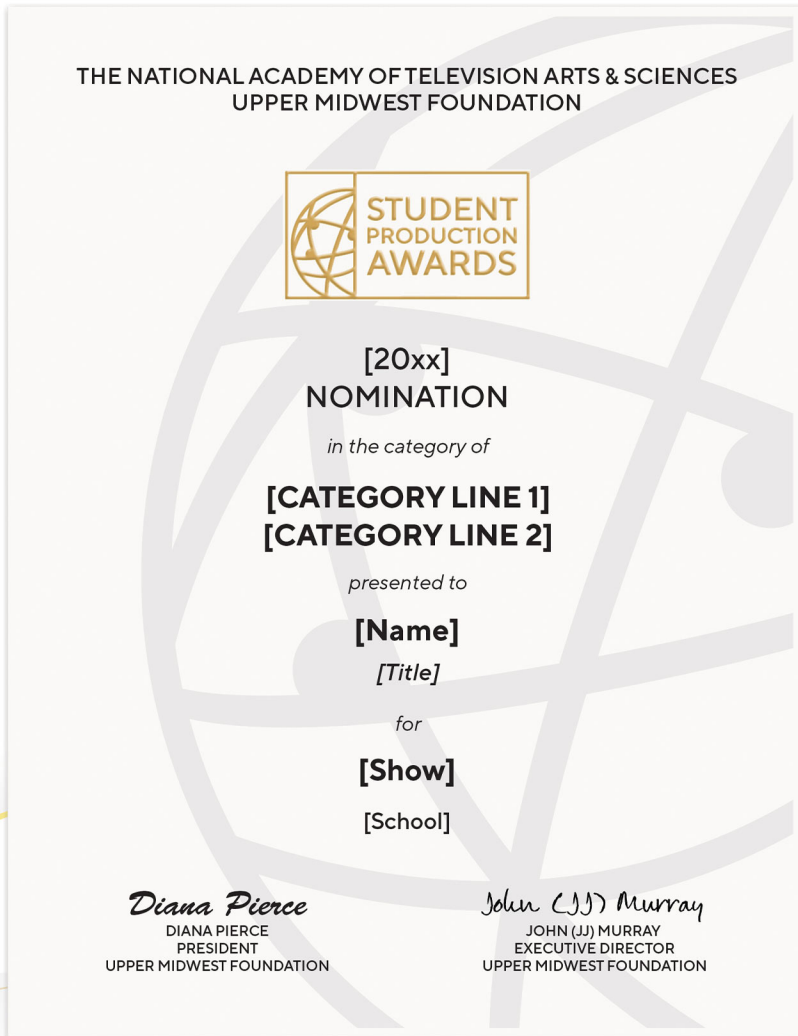 THE NATIONAL ACADEMY OF TELEVISION ARTS & SCIENCES
UPPER MIDWEST FOUNDATION
STUDENT
PRODUCTION
AWARDS
[20xx]
NOMINATION
in the category of
[CATEGORY LINE 1]
[CATEGORY LINE 2]
presented to
[Name]
[Title]
for
[Show]
[School]
Diana Pierce
DIANA PIERCE
PRESIDENT
UPPER MIDWEST FOUNDATION
John (JJ) Murray
JOHN (JJ) MURRAY
EXECUTIVE DIRECTOR
UPPER MIDWEST FOUNDATION